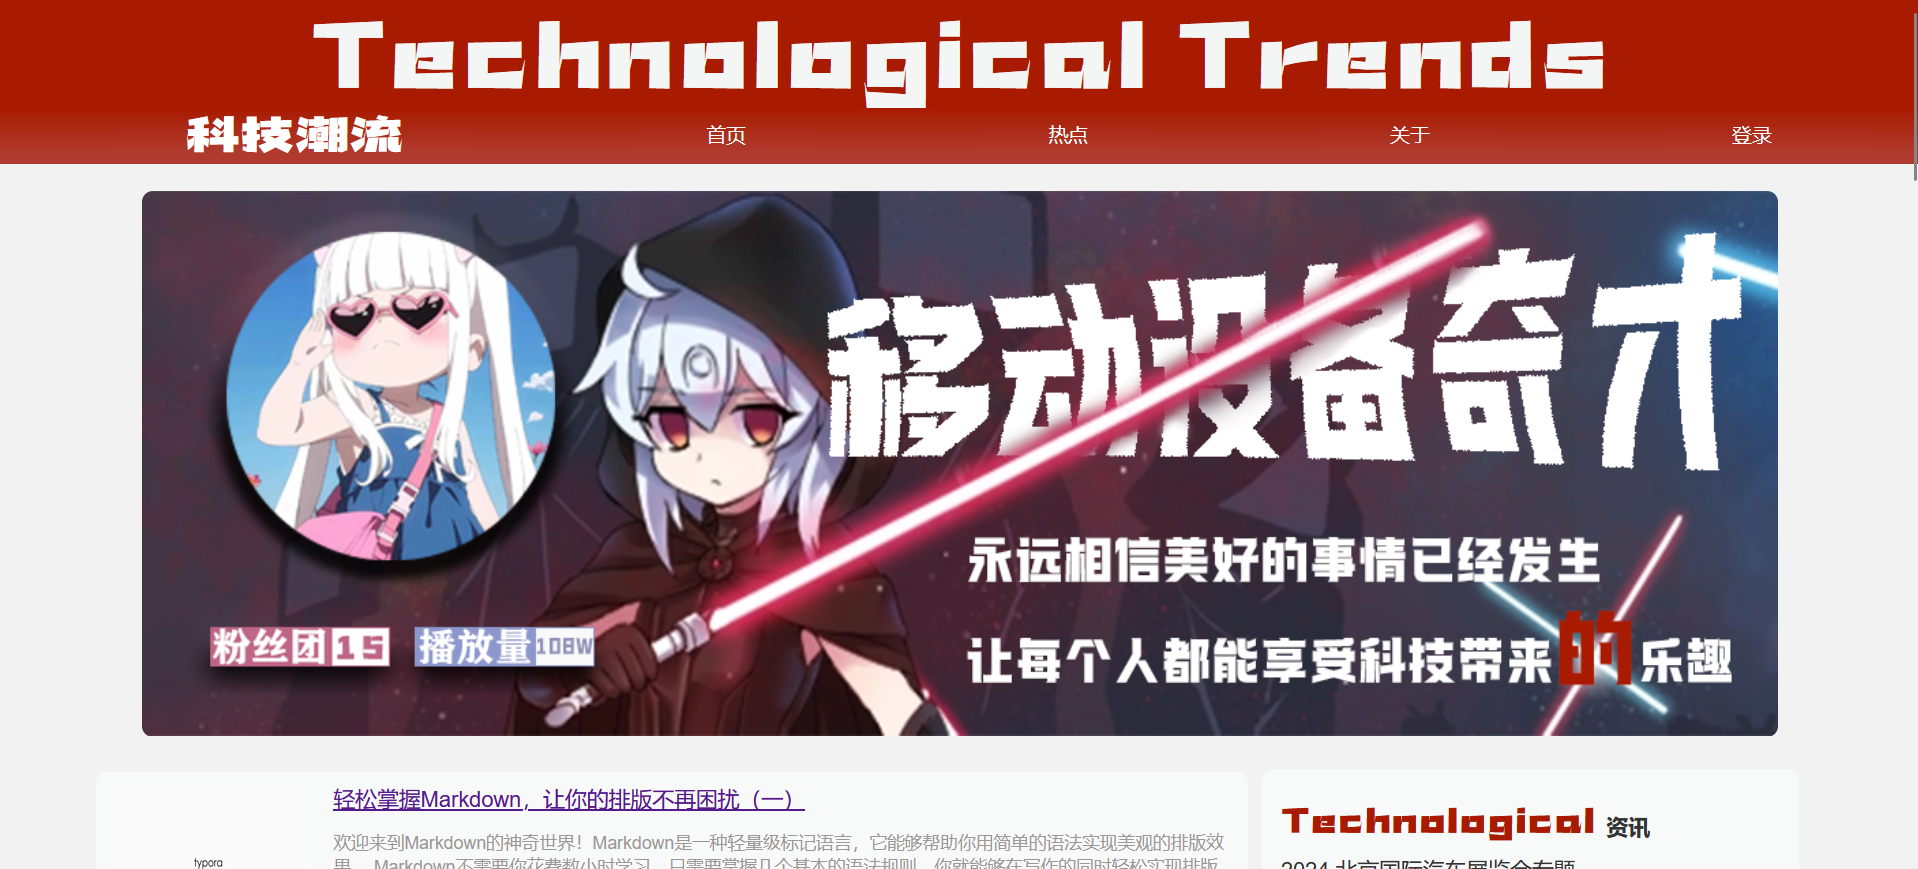 Technological Trends
科技潮流 首页 热点 关于 登录
移动设备奇才
永远相信美好的事情已经发生
让每个人都能享受科技带来的乐趣
粉丝团15 播放量108W
轻松掌握Markdown，让你的排版不再困扰（一）
欢迎来到Markdown的神奇世界！Markdown是一种轻量级标记语言，它能够帮助你用简单的语法实现美观的排版效
果。 Markdown不需要你花费数小时学习，只需要掌握几个基本的语法规则，你就能够在写作的同时轻松实现排版
typora
Technological 资讯
2024 北京国际汽车展览会专题